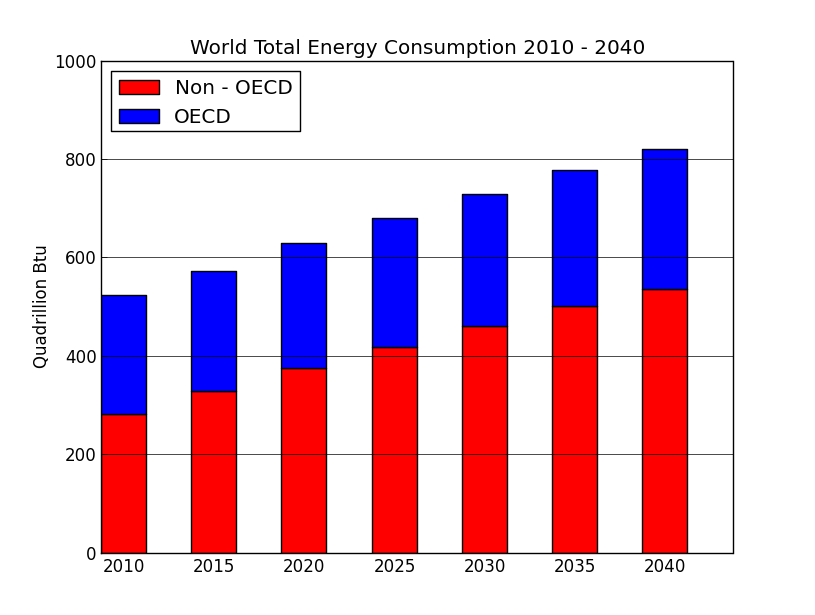 World Total Energy Consumption 2010 - 2040
1000
800
600
400
200
0
Quadrillion Btu
Non - OECD
OECD
2010 2015 2020 2025 2030 2035 2040